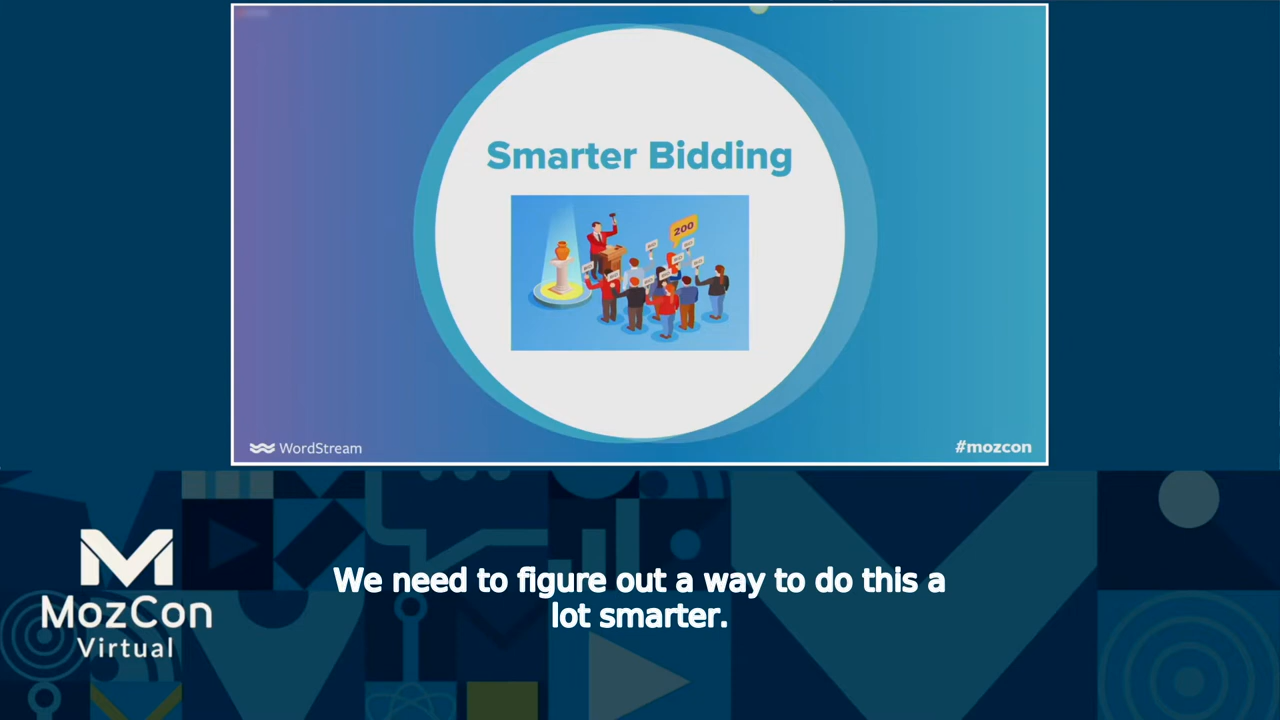 Smarter Bidding
200
WordStream
#mozcon
MozCon
Virtual
We need to figure out a way to do this a
lot smarter.